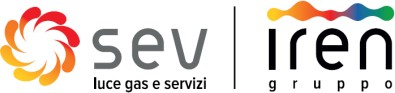 sev
luce gas e servizi
iren
gruppo